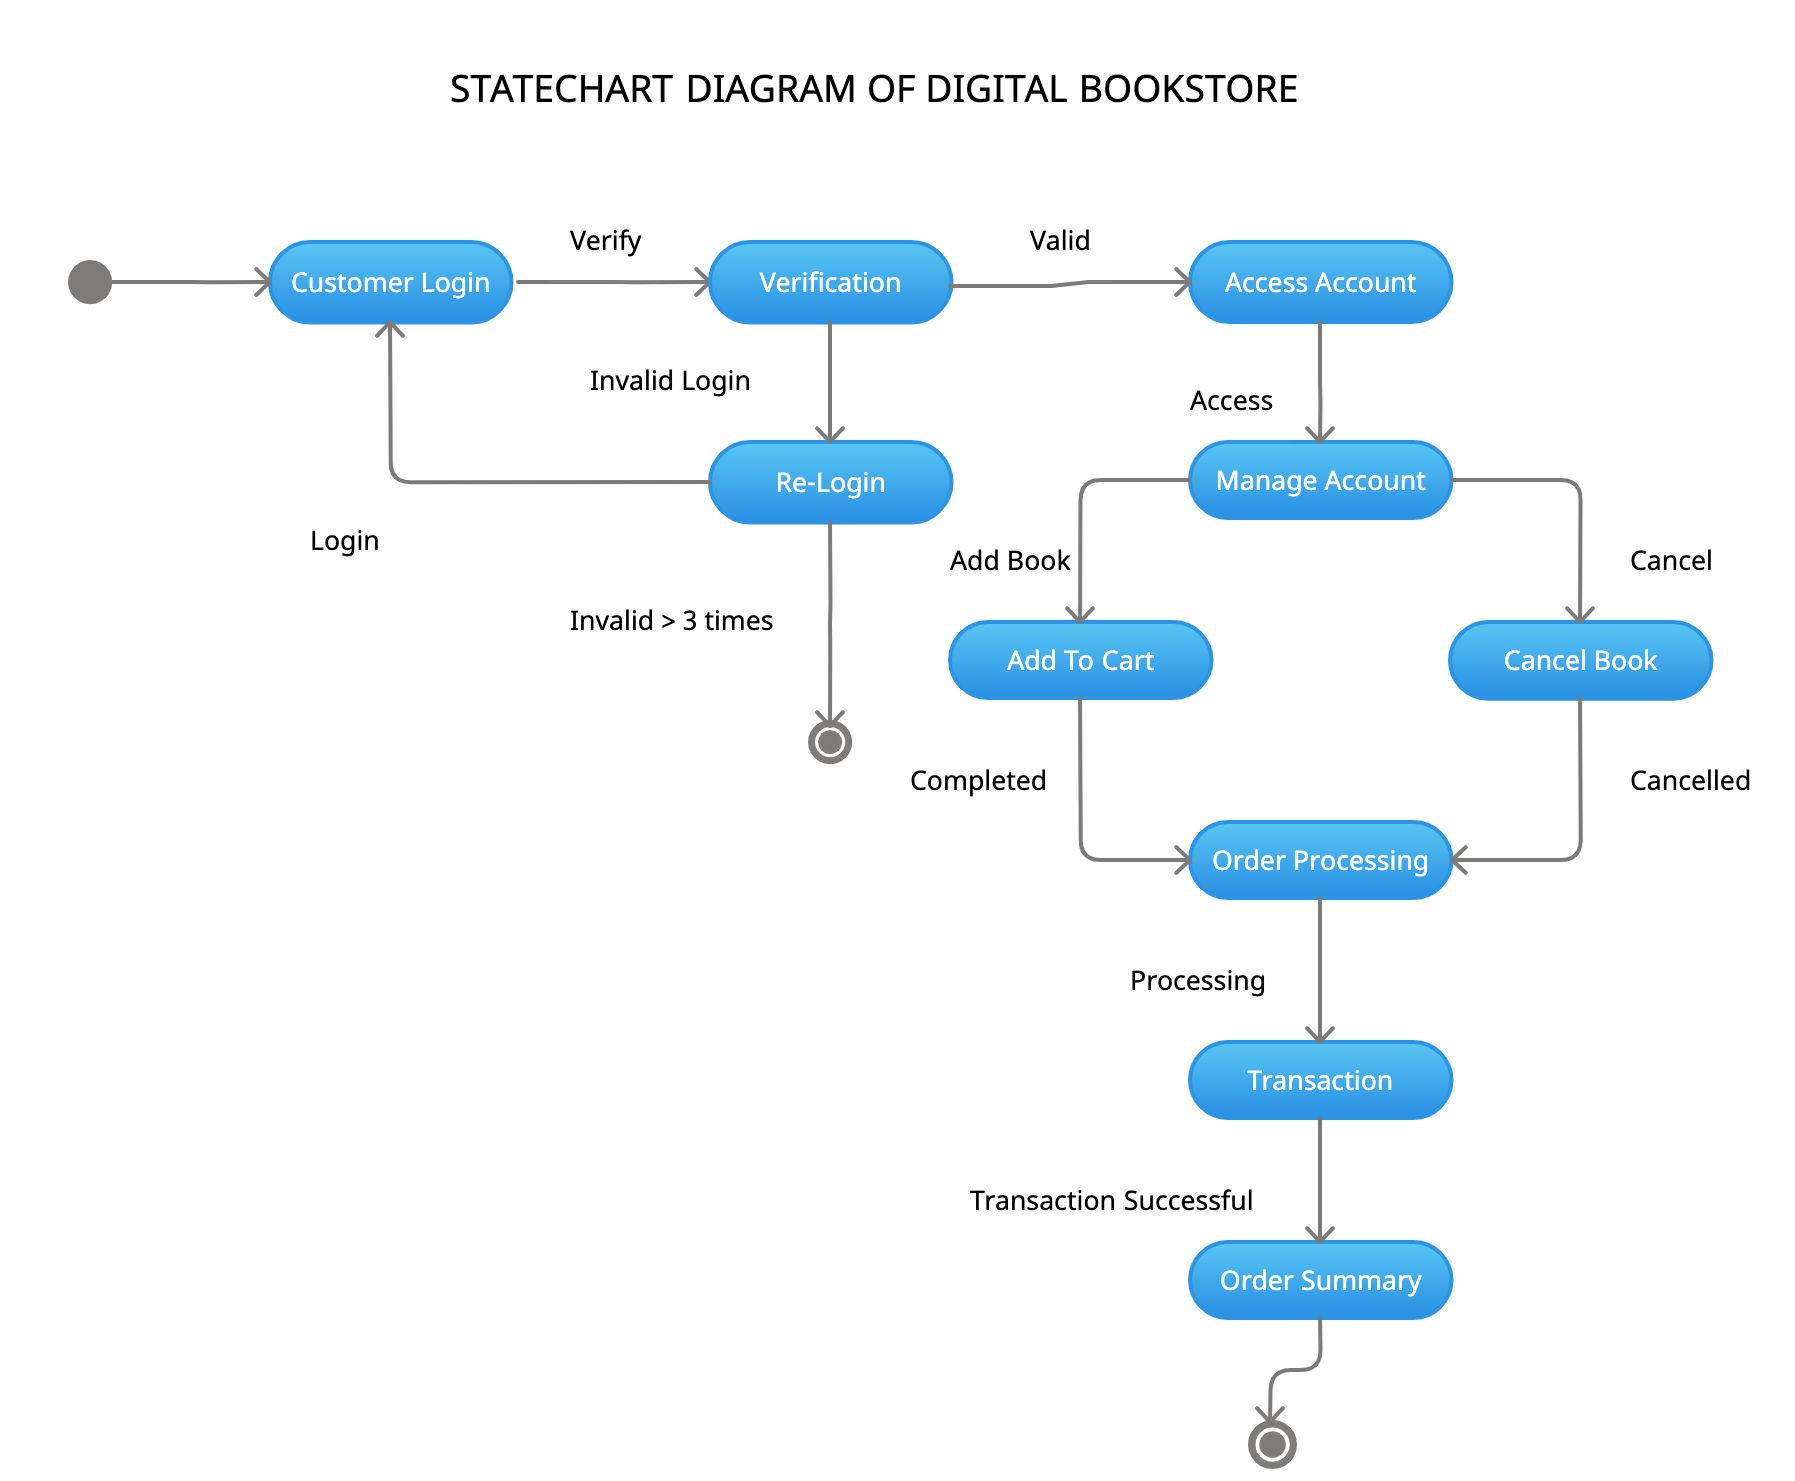 STATECHART DIAGRAM OF DIGITAL BOOKSTORE
Verify
Valid
Customer Login
Verification
Access Account
Invalid Login
Access
Re-Login
Manage Account
Login
Add Book
Cancel
Invalid > 3 times
Add To Cart
Cancel Book
Completed
Cancelled
Order Processing
Processing
Transaction
Transaction Successful
Order Summary